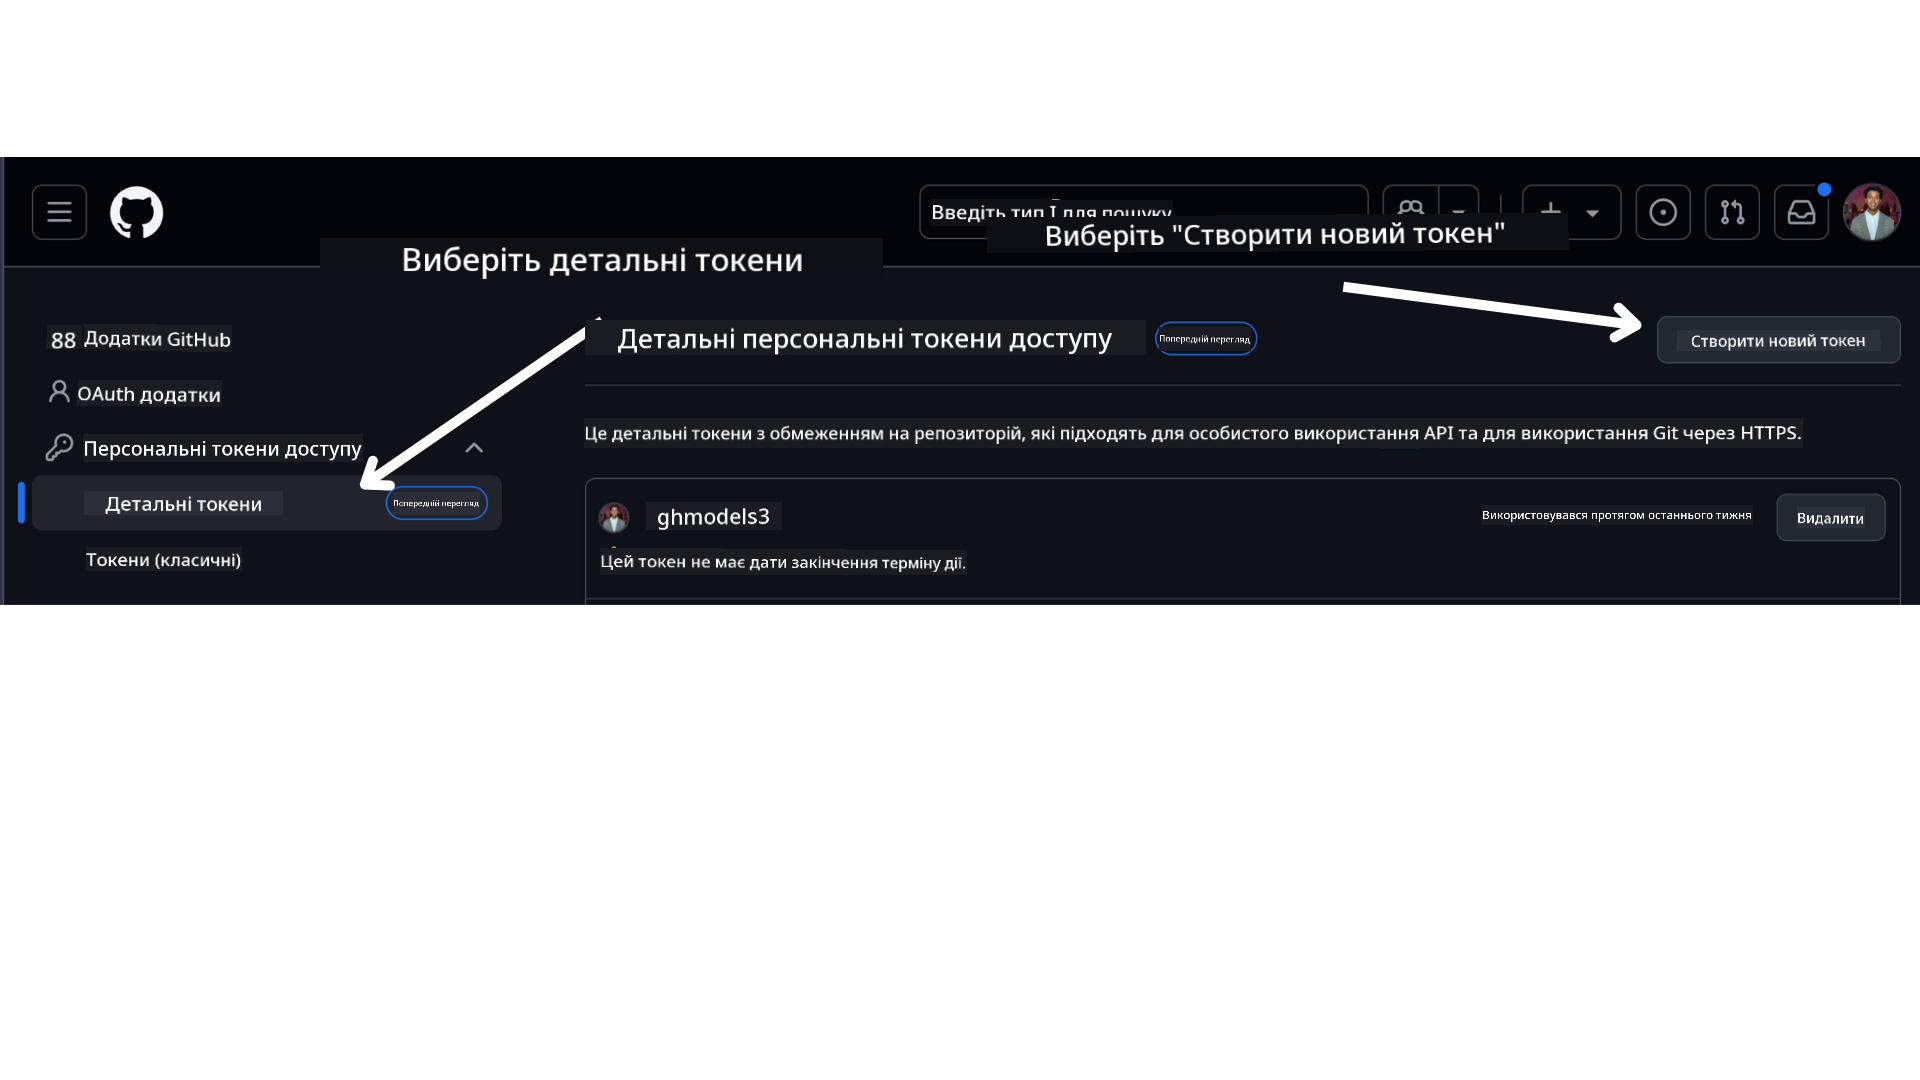 Введіть тип І для пошуку
Виберіть "Створити новий токен"
Виберіть детальні токени
88 Додатки GitHub
OAuth додатки
Персональні токени доступу
Детальні токени
Попередній перегляд
Токени (класичні)
Детальні персональні токени доступу
Попередній перегляд
Створити новий токен
Це детальні токени з обмеженням на репозиторій, які підходять для особистого використання API та для використання Git через HTTPS.
ghmodels3
Використовувався протягом останнього тижня
Видалити
Цей токен не має дати закінчення терміну дії.